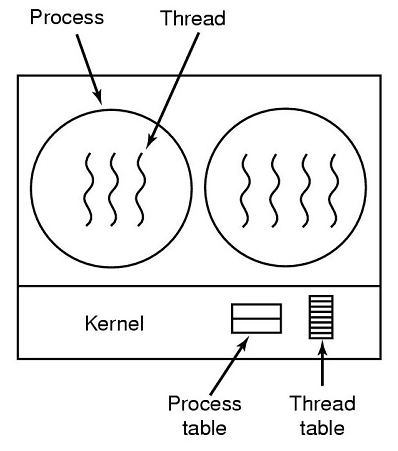 Process
Thread
Kernel
Process
table
Thread
table